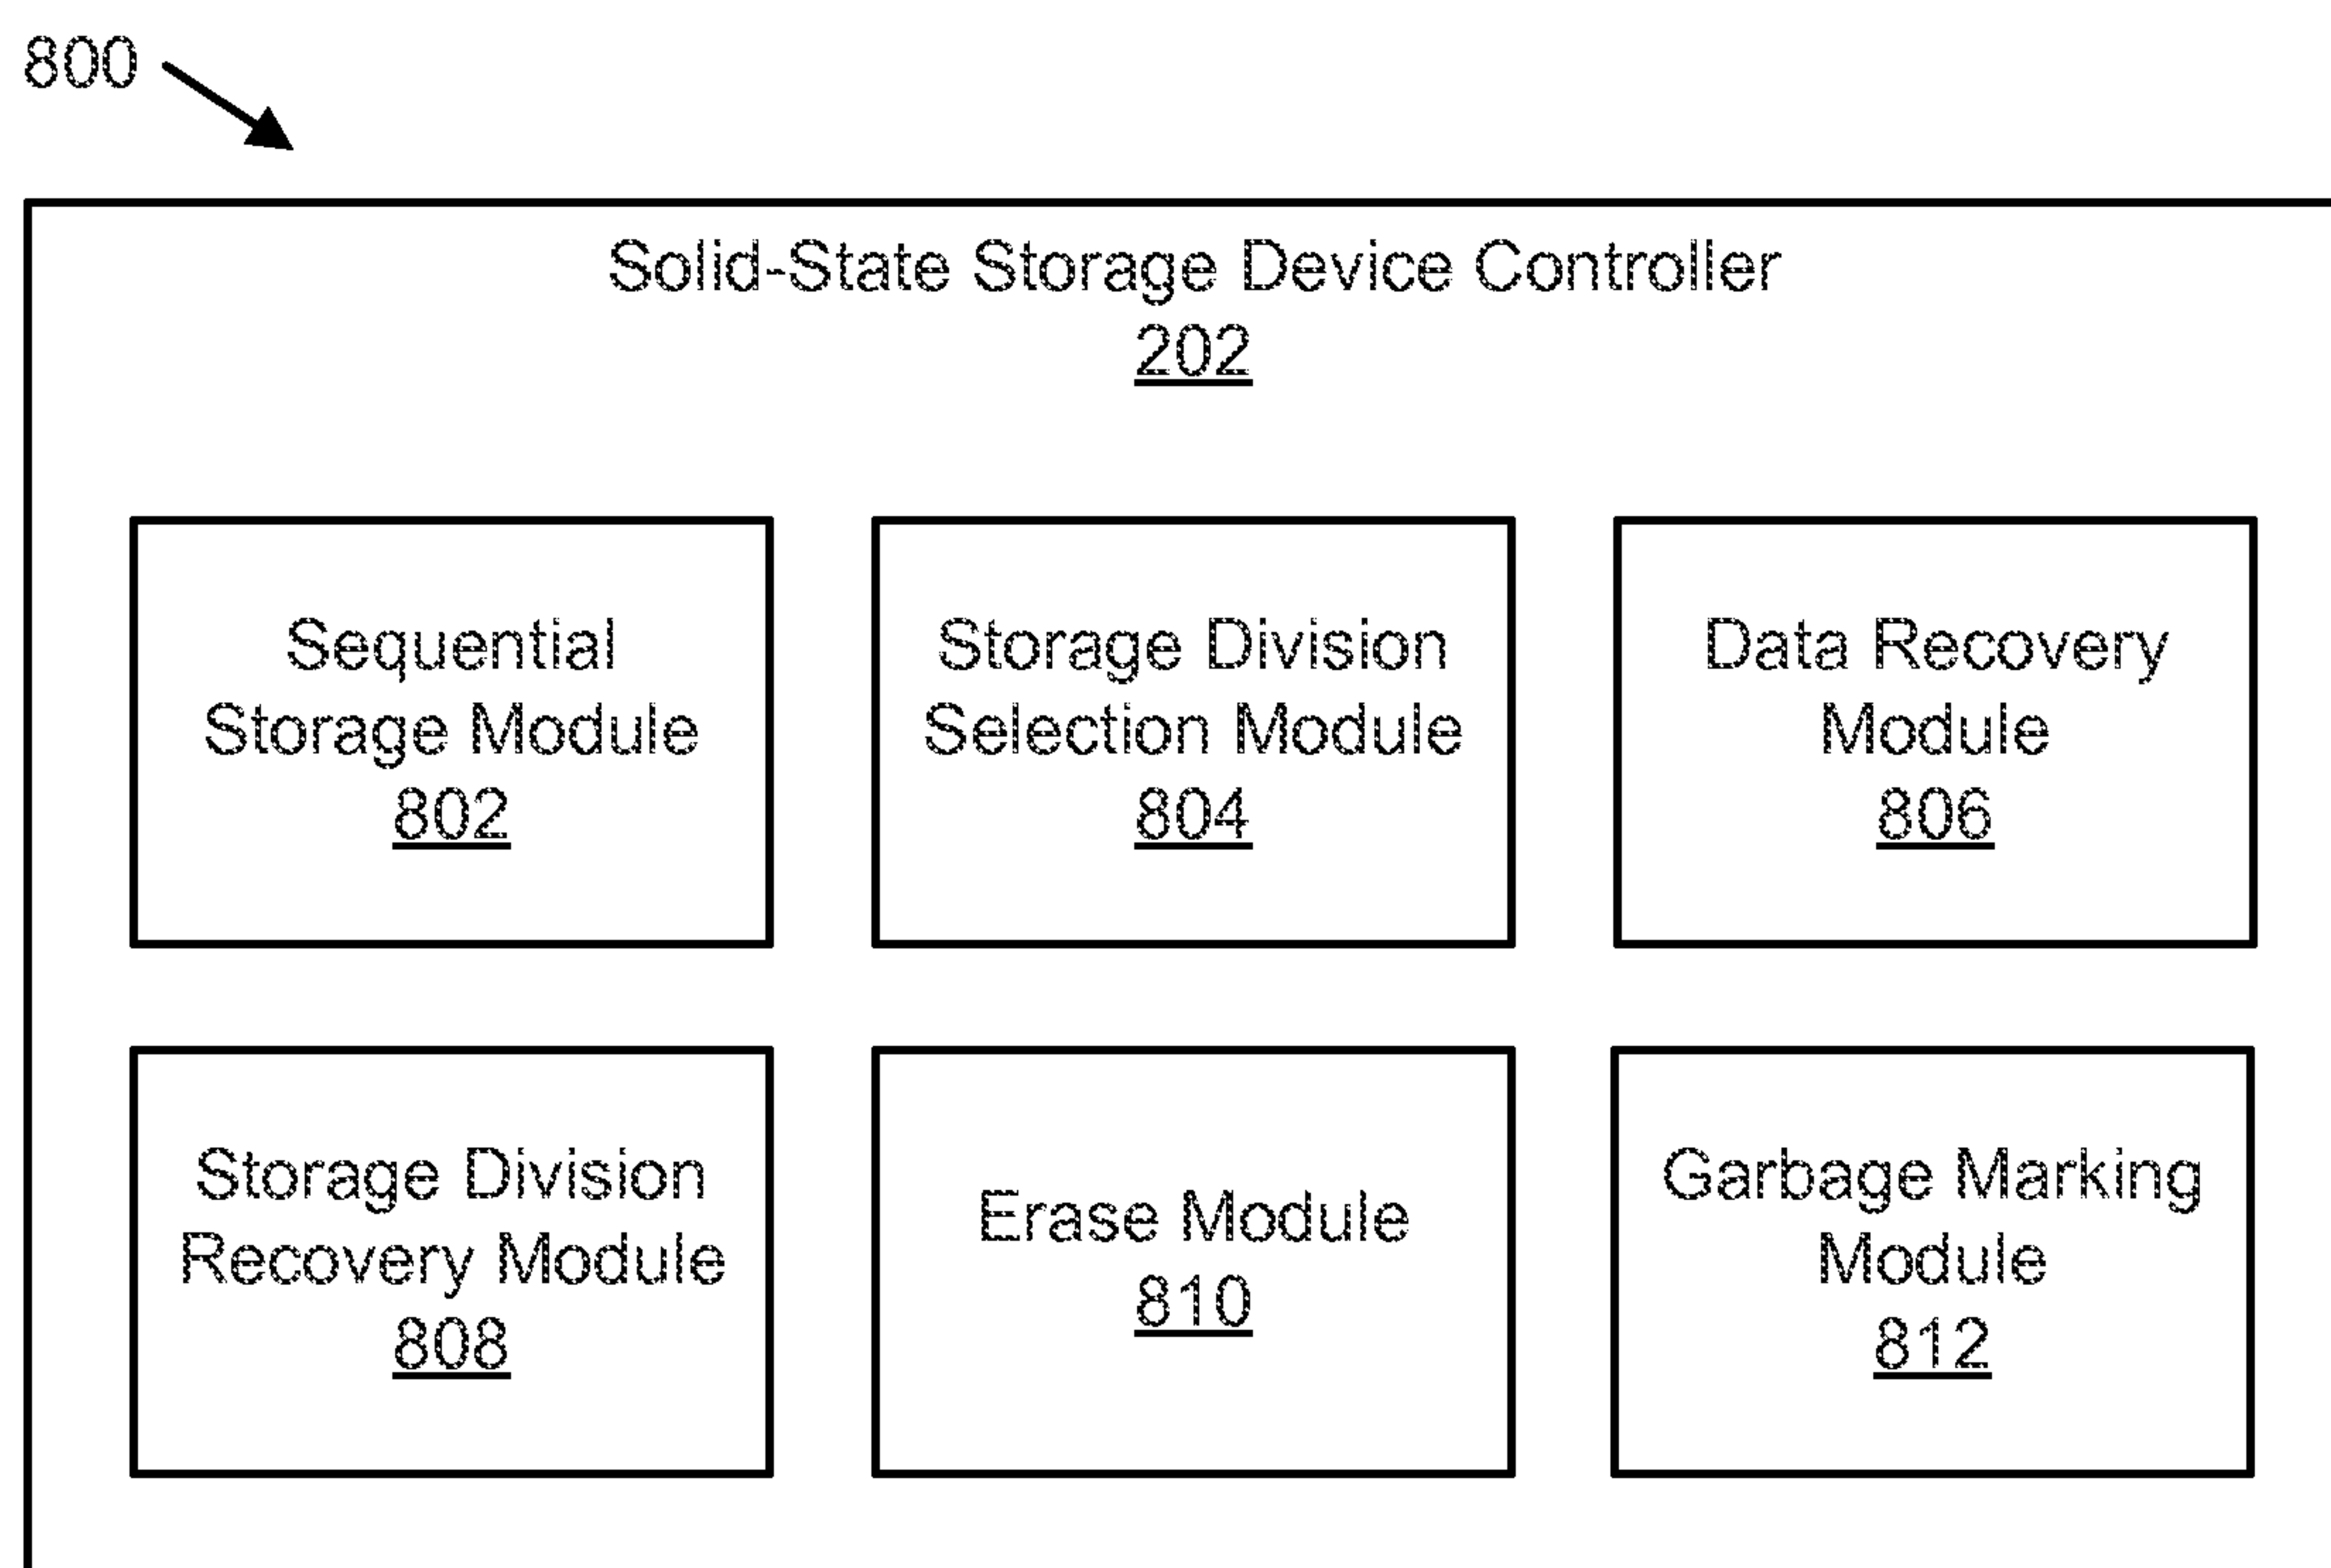 800
Solid-State Storage Device Controller
202
Sequential
Storage Module
802
Storage Division
Selection Module
804
Data Recovery
Module
806
Storage Division
Recovery Module
808
Erase Module
810
Garbage Marking
Module
812